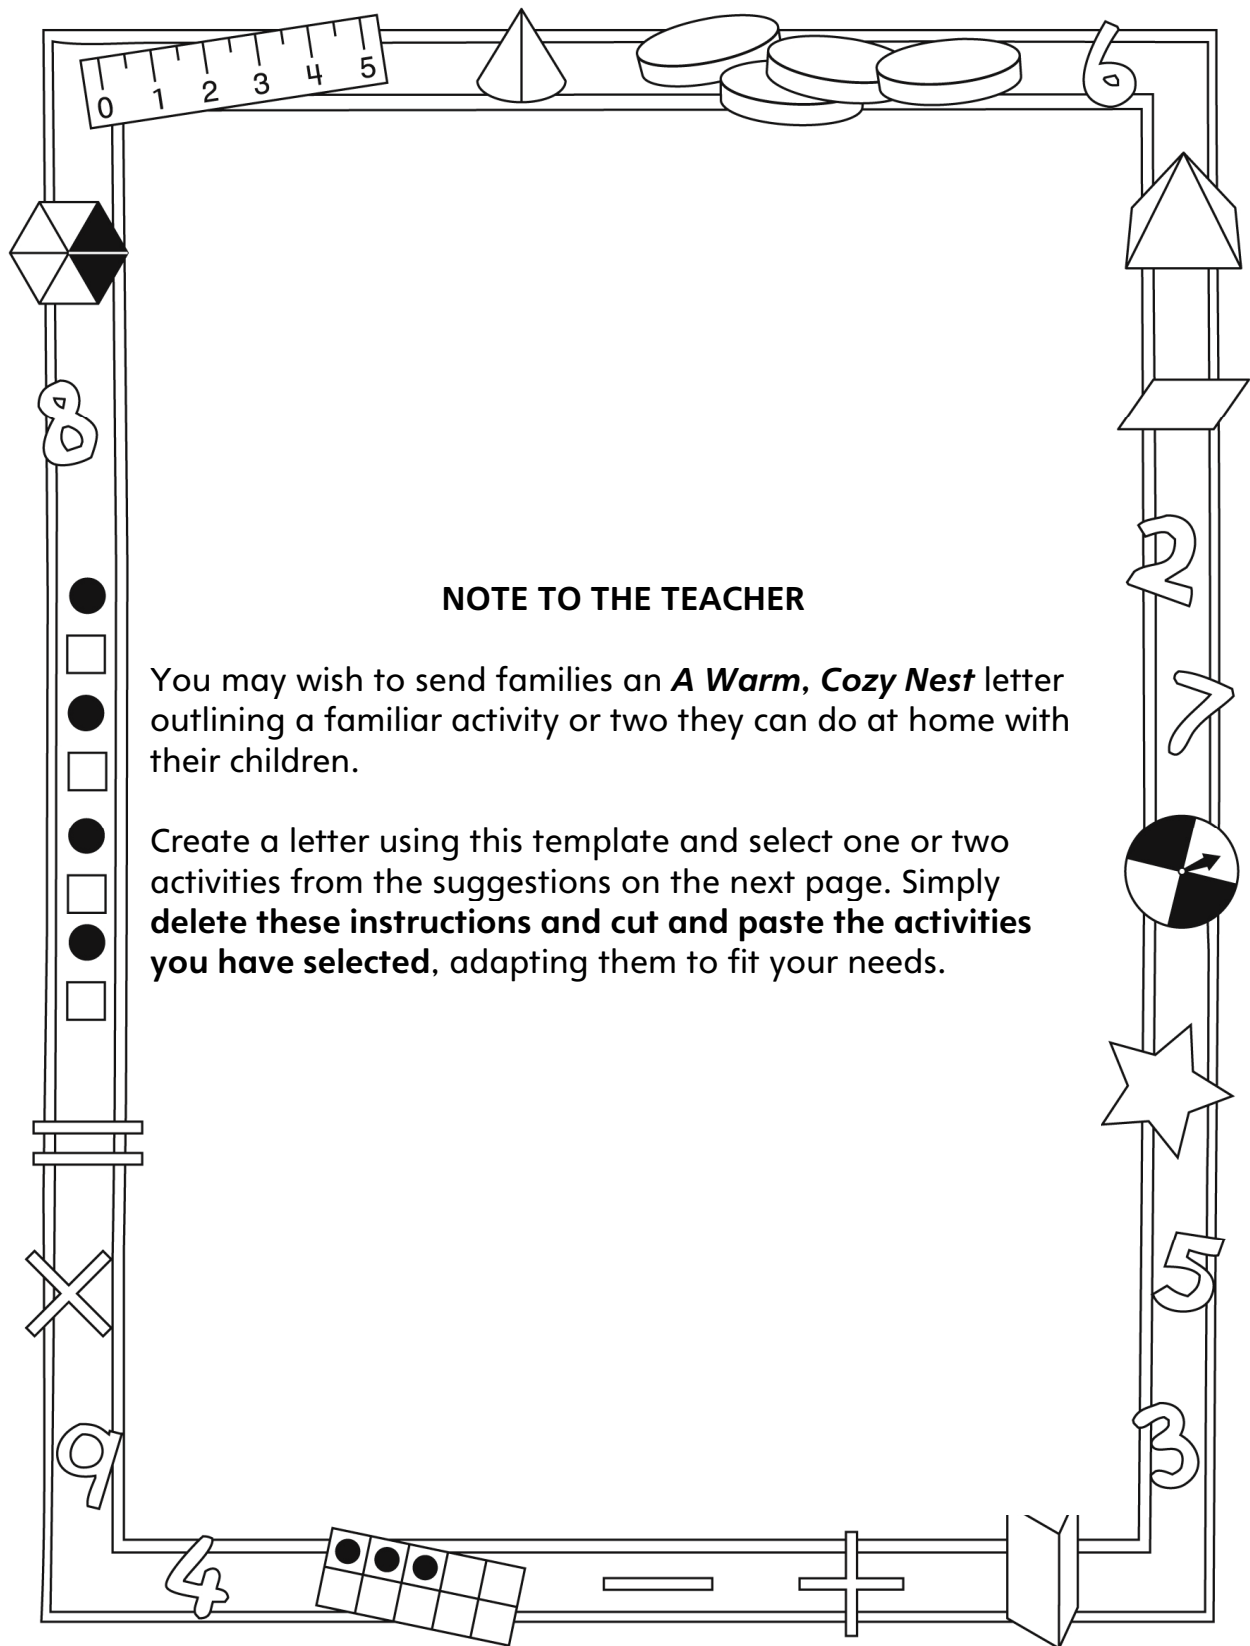 0 1 2 3 4 5
6
8
2
NOTE TO THE TEACHER
You may wish to send families an A Warm, Cozy Nest letter
outlining a familiar activity or two they can do at home with
their children.
7
Create a letter using this template and select one or two
activities from the suggestions on the next page. Simply
delete these instructions and cut and paste the activities
you have selected, adapting them to fit your needs.
=
×
5
9
3
4
− +